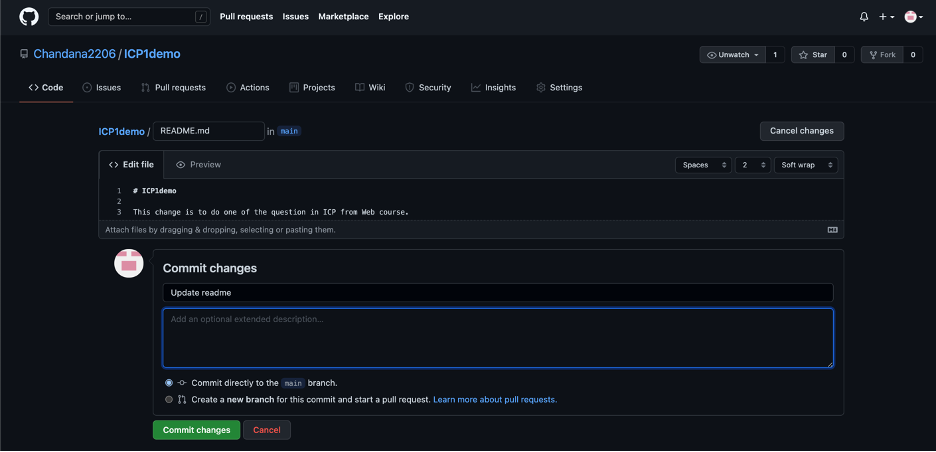 Search or jump to... /
Pull requests Issues Marketplace Explore
Chandana2206 / ICP1demo
Unwatch 1 Star 0 Fork 0
Code Issues Pull requests Actions Projects Wiki Security Insights Settings
ICP1demo / README.md in main
Cancel changes
Edit file Preview
Spaces 2 Soft wrap
1 # ICP1demo
2
3 This change is to do one of the question in ICP from Web course.
Attach files by dragging & dropping, selecting or pasting them.
Commit changes
Update readme
Add an optional extended description...
Commit directly to the main branch.
Create a new branch for this commit and start a pull request. Learn more about pull requests.
Commit changes Cancel